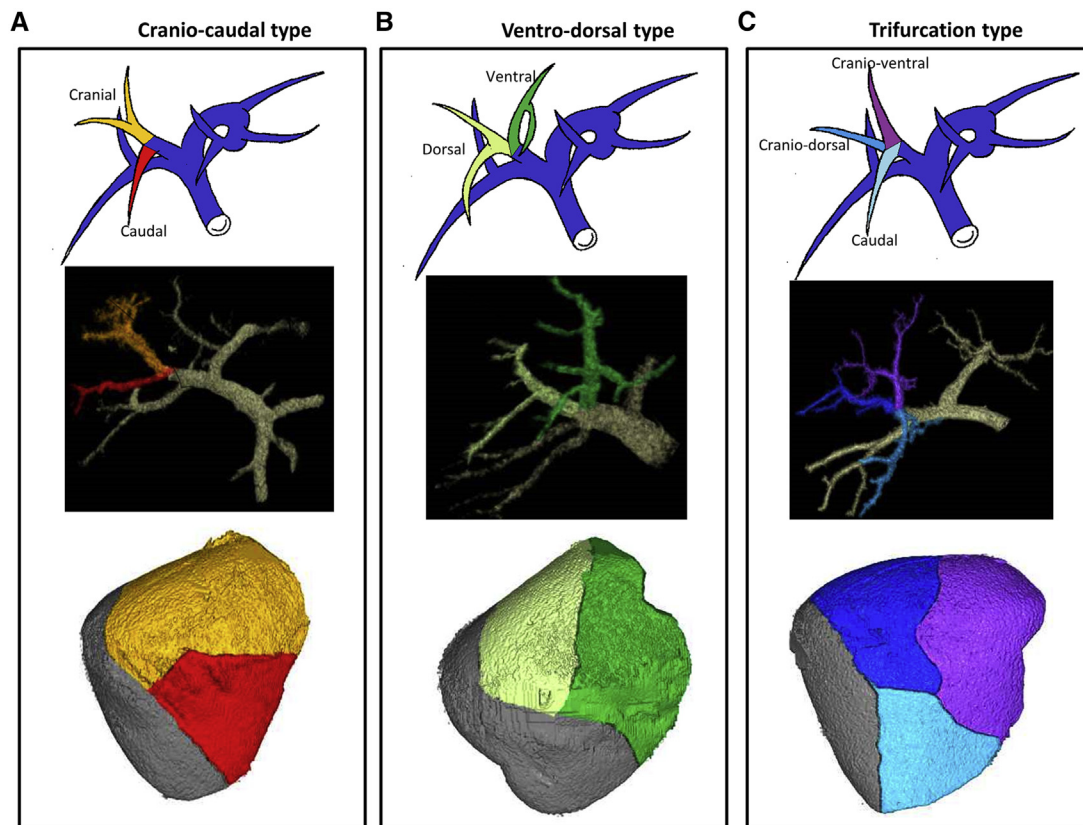 A
Cranio-caudal type
B
Ventro-dorsal type
C
Trifurcation type
Cranial
Caudal
Ventral
Dorsal
Cranio-ventral
Cranio-dorsal
Caudal